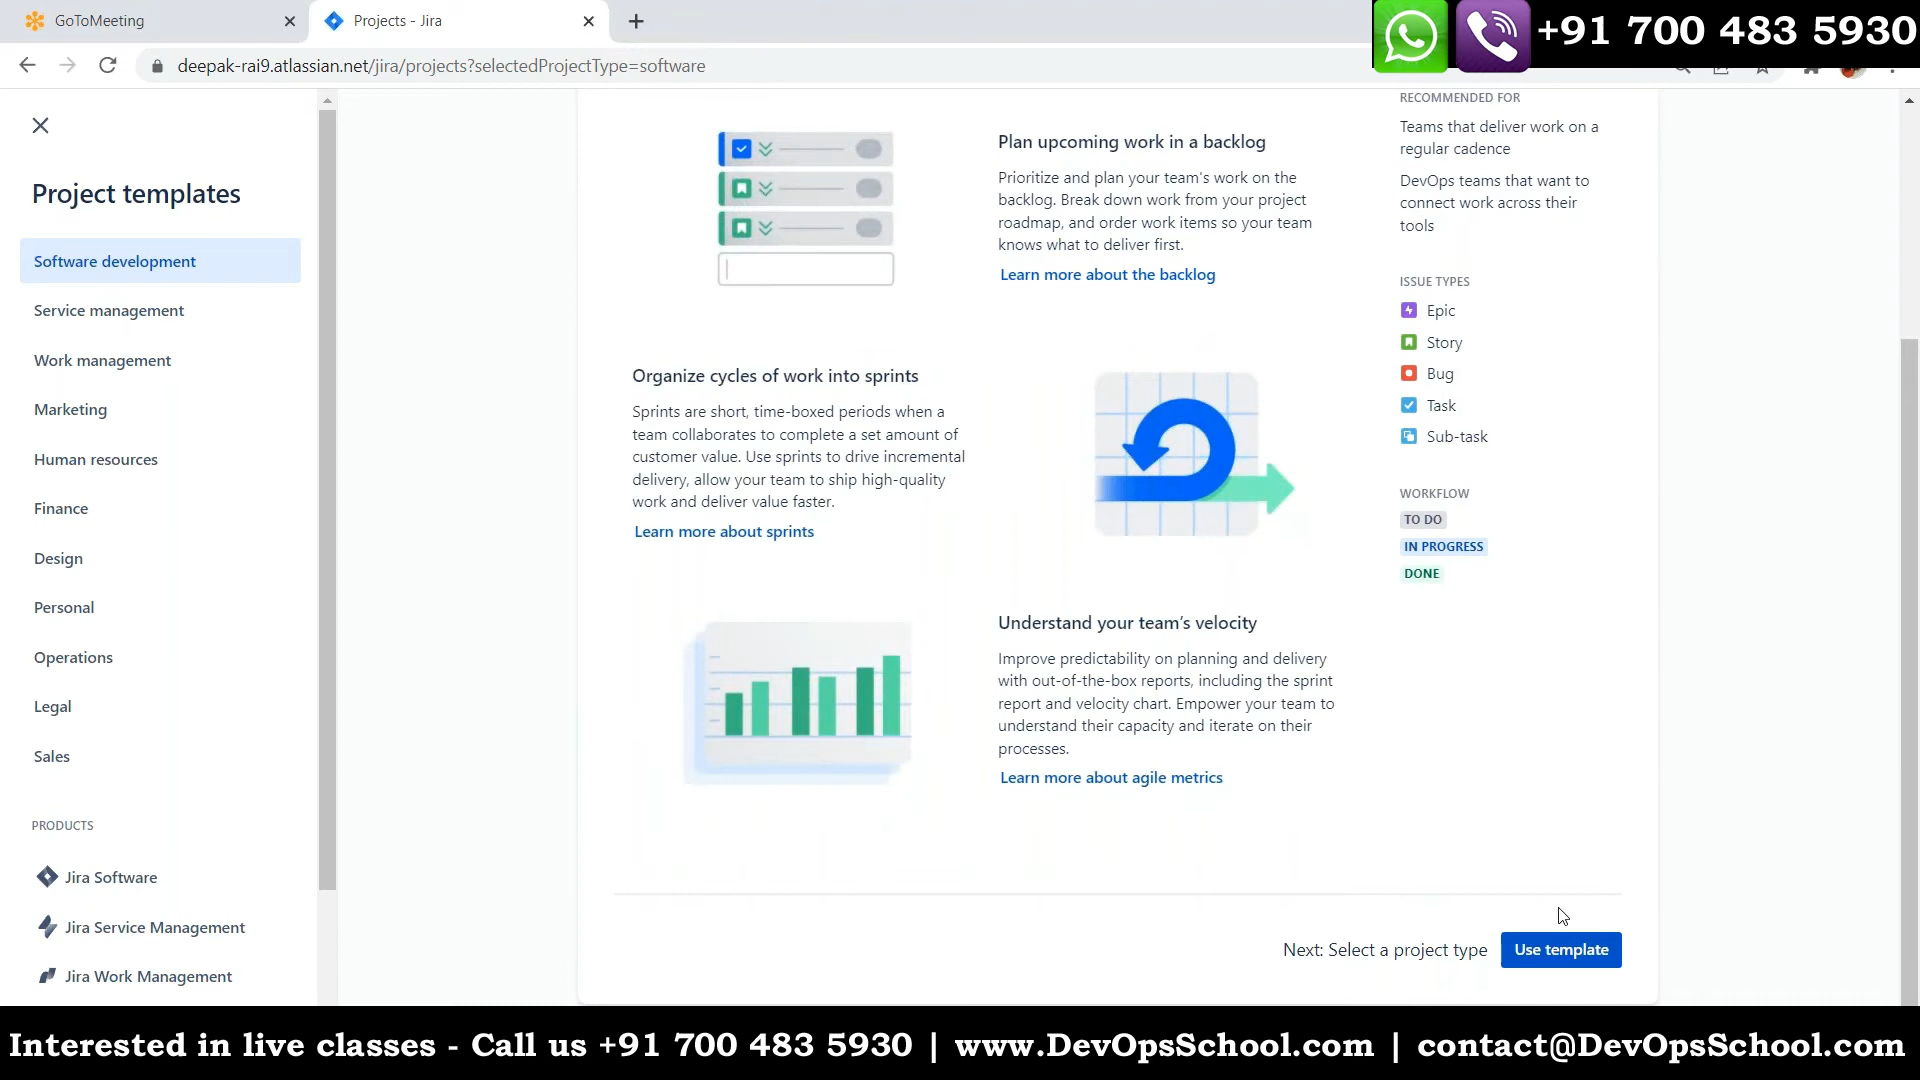 GoToMeeting
Projects - Jira
+91 700 483 5930
deepak-rai9.atlassian.net/jira/projects?selectedProjectType=software
Project templates
Software development
Service management
Work management
Marketing
Human resources
Finance
Design
Personal
Operations
Legal
Sales
PRODUCTS
Jira Software
Jira Service Management
Jira Work Management
Plan upcoming work in a backlog
Prioritize and plan your team's work on the
backlog. Break down work from your project
roadmap, and order work items so your team
knows what to deliver first.
Learn more about the backlog
Organize cycles of work into sprints
Sprints are short, time-boxed periods when a
team collaborates to complete a set amount of
customer value. Use sprints to drive incremental
delivery, allow your team to ship high-quality
work and deliver value faster.
Learn more about sprints
Understand your team’s velocity
Improve predictability on planning and delivery
with out-of-the-box reports, including the sprint
report and velocity chart. Empower your team to
understand their capacity and iterate on their
processes.
Learn more about agile metrics
RECOMMENDED FOR
Teams that deliver work on a
regular cadence
DevOps teams that want to
connect work across their
tools
ISSUE TYPES
Epic
Story
Bug
Task
Sub-task
WORKFLOW
TO DO
IN PROGRESS
DONE
Next: Select a project type
Use template
Interested in live classes - Call us +91 700 483 5930 | www.DevOpsSchool.com | contact@DevOpsSchool.com